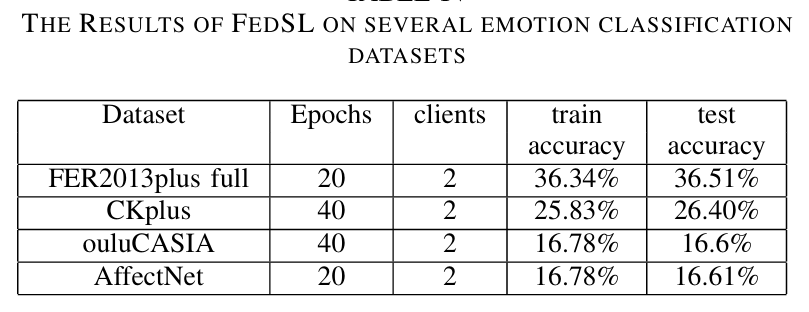 THE RESULTS OF FEDSL ON SEVERAL EMOTION CLASSIFICATION
DATASETS
Dataset Epochs clients train accuracy test accuracy
FER2013plus full 20 2 36.34% 36.51%
CKplus 40 2 25.83% 26.40%
ouluCASIA 40 2 16.78% 16.6%
AffectNet 20 2 16.78% 16.61%